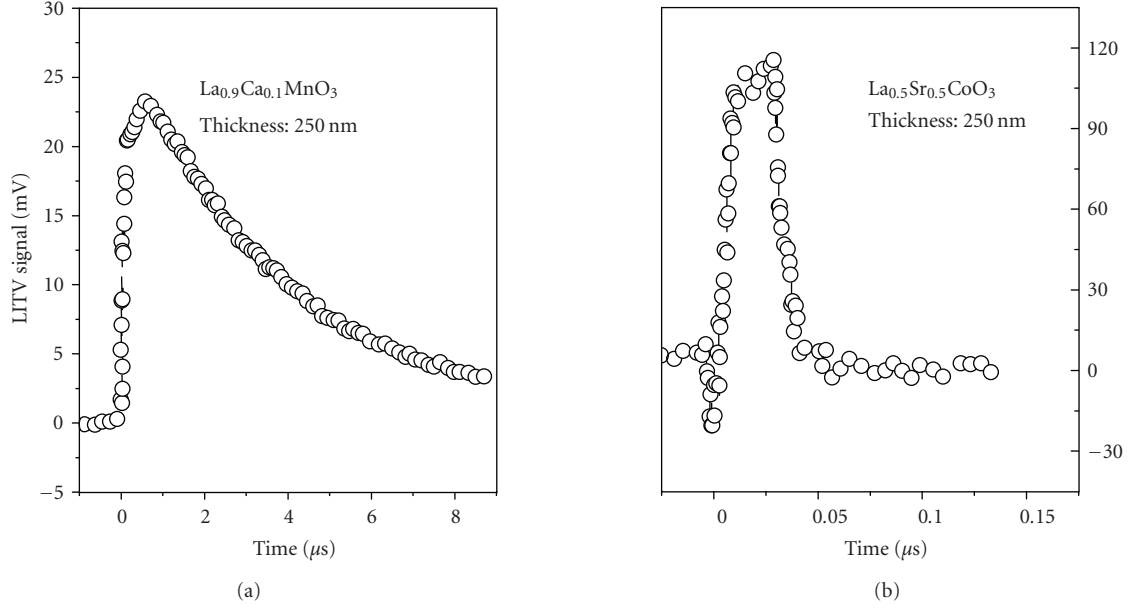 30
25
20
15
10
5
0
−5
LITV signal (mV)
La0.9Ca0.1MnO3
Thickness: 250 nm
0 2 4 6 8
Time (μs)
(a)
La0.5Sr0.5CoO3
Thickness: 250 nm
120
90
60
30
0
−30
0 0.05 0.1 0.15
Time (μs)
(b)